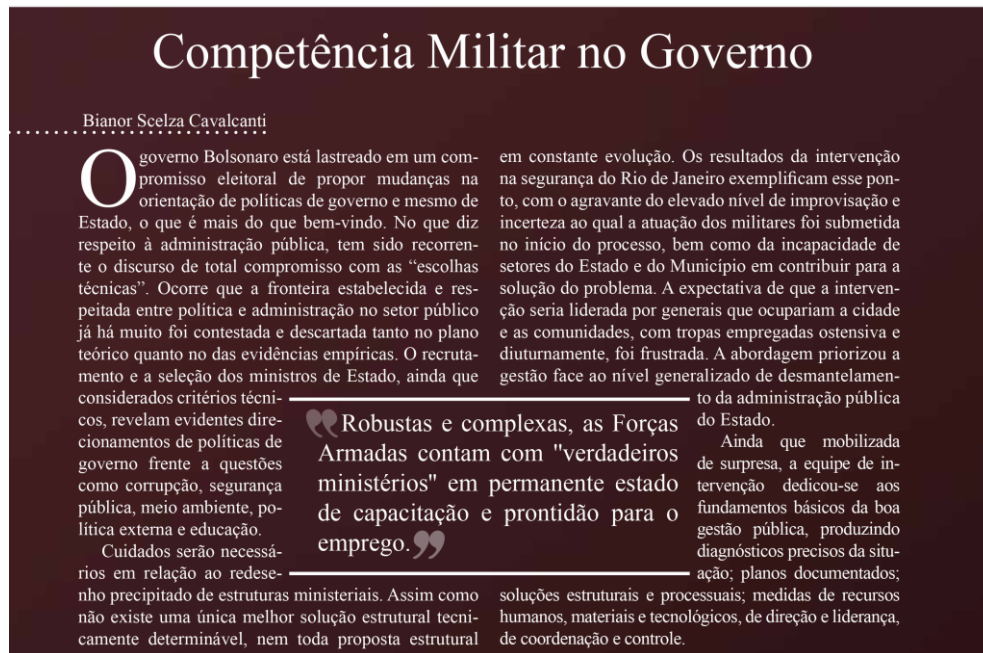 Competência Militar no Governo
Bianor Scelza Cavalcanti
O governo Bolsonaro está lastreado em um com-
promisso eleitoral de propor mudanças na
orientação de políticas de governo e mesmo de
Estado, o que é mais do que bem-vindo. No que diz
respeito à administração pública, tem sido recorren-
te o discurso de total compromisso com as “escolhas
técnicas”. Ocorre que a fronteira estabelecida e res-
peitada entre política e administração no setor público
já há muito foi contestada e descartada tanto no plano
teórico quanto no das evidências empíricas. O recruta-
mento e a seleção dos ministros de Estado, ainda que
considerados critérios técni-
cos, revelam evidentes dire-
cionamentos de políticas de
governo frente a questões
como corrupção, segurança
pública, meio ambiente, po-
lítica externa e educação.
Cuidados serão necessá-
rios em relação ao redese-
nho precipitado de estruturas ministeriais. Assim como
não existe uma única melhor solução estrutural tecni-
camente determinável, nem toda proposta estrutural
❞Robustas e complexas, as Forças
Armadas contam com "verdadeiros
ministérios" em permanente estado
de capacitação e prontidão para o
emprego.❞
em constante evolução. Os resultados da intervenção
na segurança do Rio de Janeiro exemplificam esse pon-
to, com o agravante do elevado nível de improvisação e
incerteza ao qual a atuação dos militares foi submetida
no início do processo, bem como da incapacidade de
setores do Estado e do Município em contribuir para a
solução do problema. A expectativa de que a interven-
ção seria liderada por generais que ocupariam a cidade
e as comunidades, com tropas empregadas ostensiva e
diuturnamente, foi frustrada. A abordagem priorizou a
gestão face ao nível generalizado de desmantelamen-
to da administração pública
do Estado.
Ainda que mobilizada
de surpresa, a equipe de in-
tervenção dedicou-se aos
fundamentos básicos da boa
gestão pública, produzindo
diagnósticos precisos da situ-
ação; planos documentados;
soluções estruturais e processuais; medidas de recursos
humanos, materiais e tecnológicos, de direção e liderança,
de coordenação e controle.